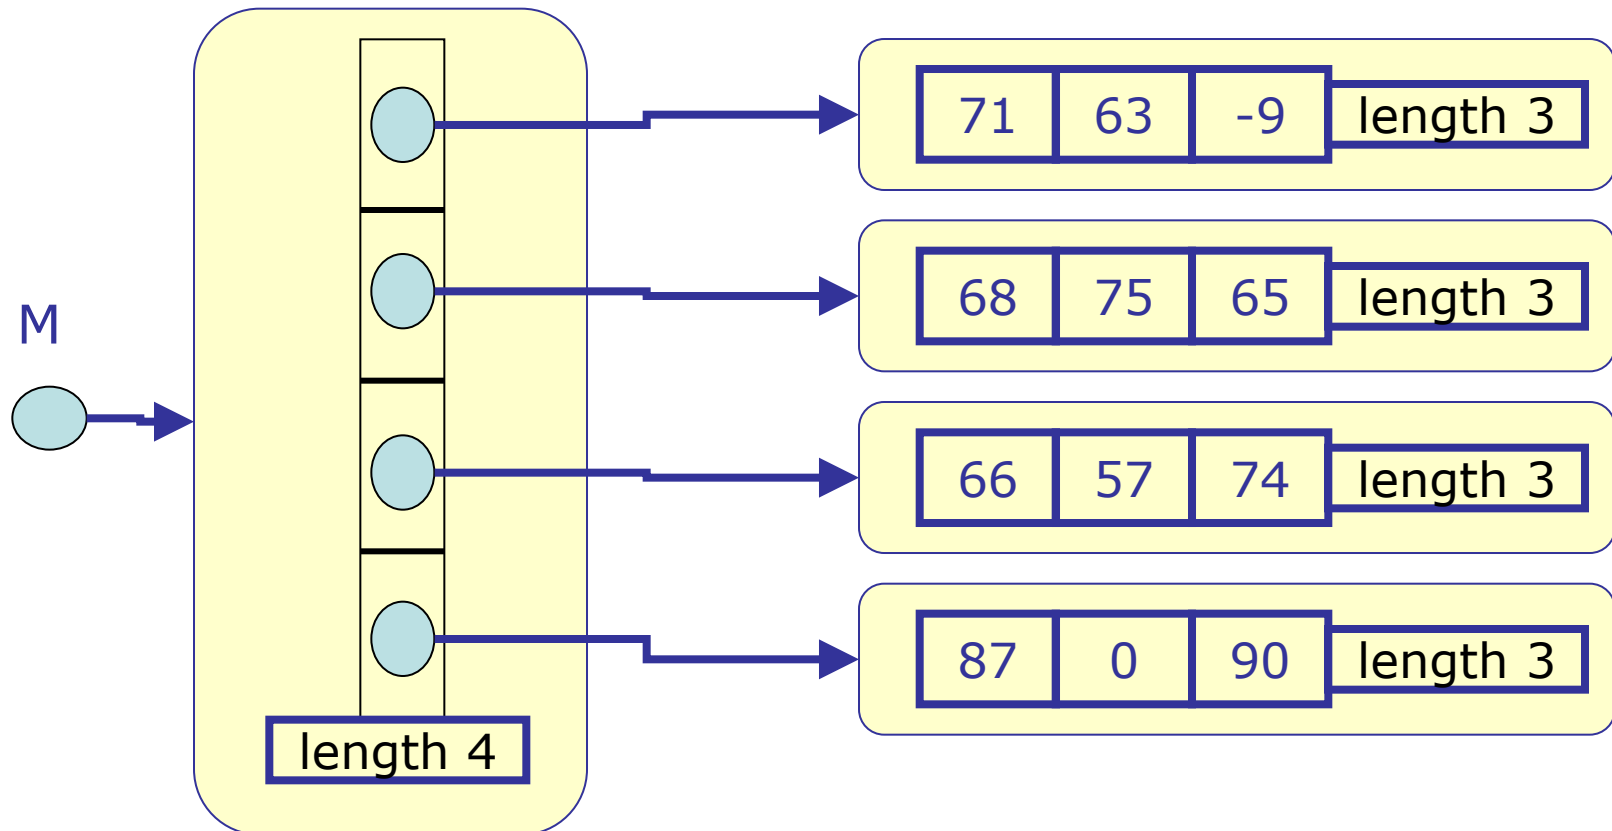 71 63 -9 length 3
68 75 65 length 3
M
66 57 74 length 3
87 0 90 length 3
length 4